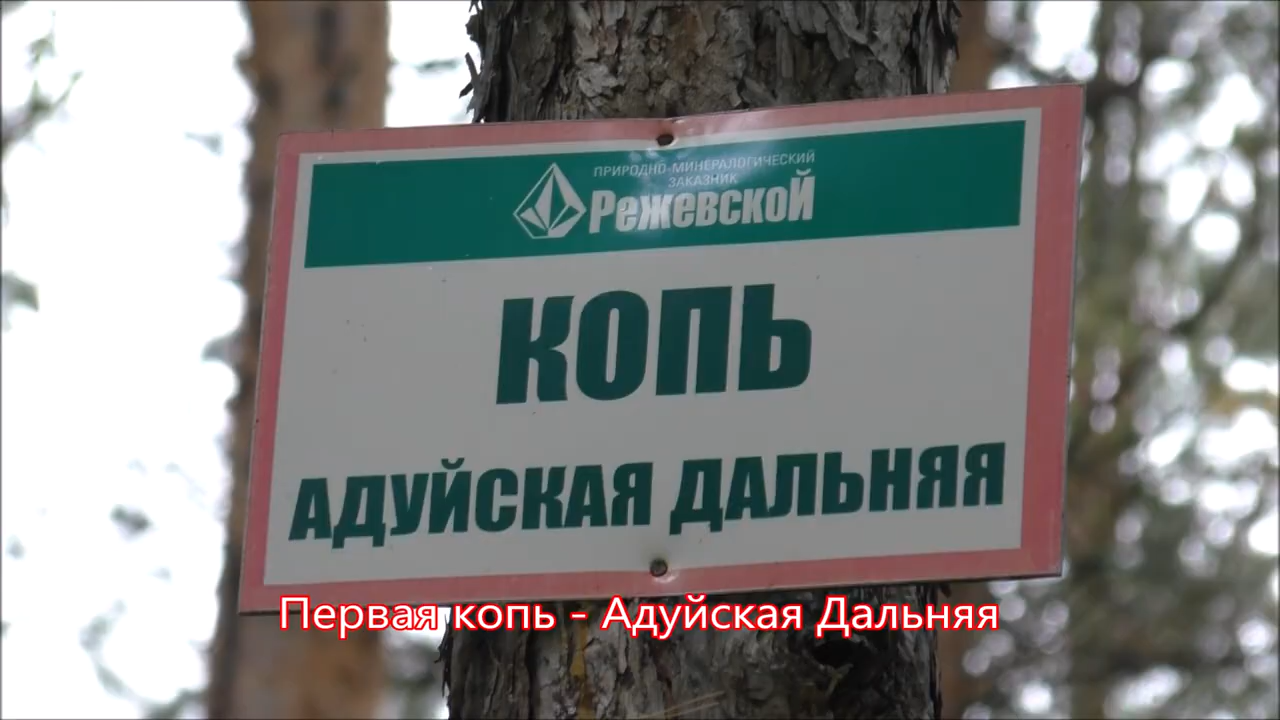 ПРИРОДНО-МИНЕРАЛОГИЧЕСКИЙ
ЗАКАЗНИК
РежевскоЙ
КОПЬ
АДУЙСКАЯ ДАЛЬНЯЯ
Первая копь - Адуйская Дальняя